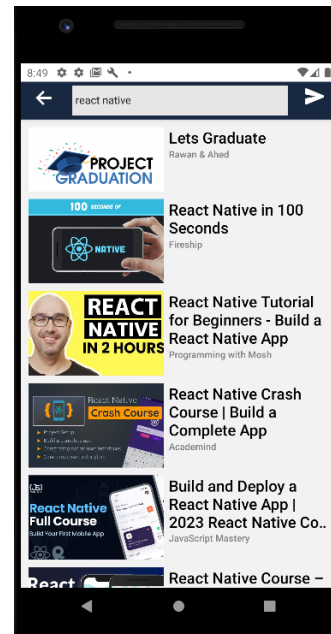 8:49
react native
PROJECT
GRADUATION
Lets Graduate
Rawan & Ahed
100 SECONDS OF
NATIVE
React Native in 100
Seconds
Fireship
REACT
NATIVE
IN 2 HOURS
React Native Tutorial
for Beginners - Build a
React Native App
Programming with Mosh
React Native
Crash Course
Project Setup
React Native Crash
Course | Build a
Complete App
Academind
JS
React Native
Full Course
Build Your First Mobile App
Build and Deploy a
React Native App |
2023 React Native Co..
JavaScript Mastery
React
React Native Course –